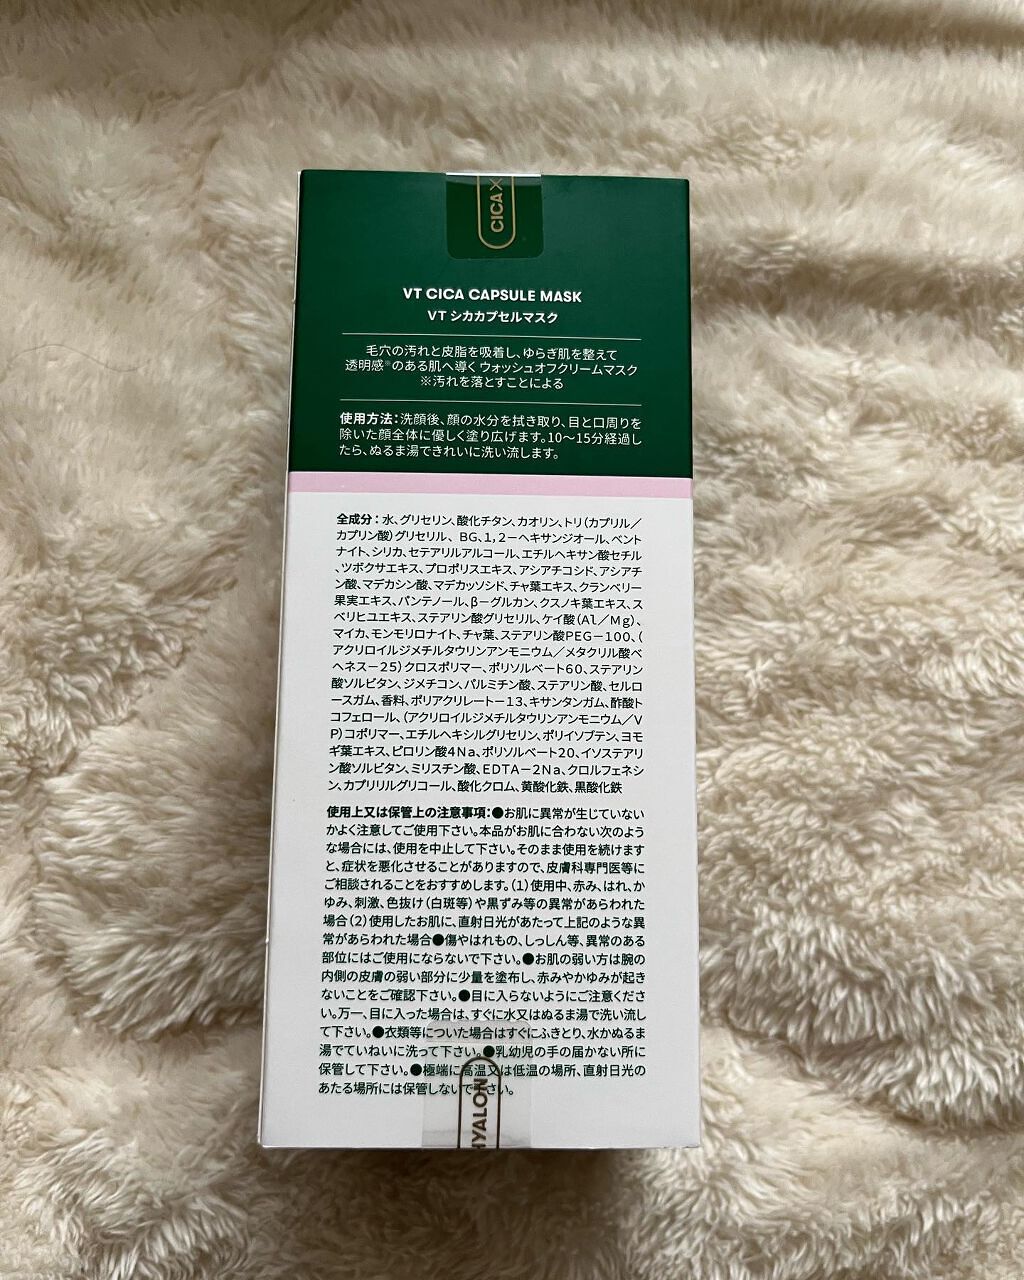 CICA×
VT CICA CAPSULE MASK
VT シカカプセルマスク
毛穴の汚れと皮脂を吸着し、ゆらぎ肌を整えて
透明感※のある肌へ導く ウォッシュオフクリームマスク
※汚れを落とすことによる
使用方法：洗顔後、顔の水分を拭き取り、目と口周りを
除いた顔全体に優しく塗り広げます。10～15分経過し
たら、ぬるま湯できれいに洗い流します。
全成分：水、グリセリン、酸化チタン、カオリン、トリ（カプリル／
カプリン酸）グリセリル、BG、1，2－ヘキサンジオール、ベント
ナイト、シリカ、セテアリルアルコール、エチルヘキサン酸セチル
、ツボクサエキス、プロポリスエキス、アシアチコシド、アシアチ
ン酸、マデカシン酸、マデカッソシド、チャ葉エキス、クランベリー
果実エキス、パンテノール、β－グルカン、クスノキ葉エキス、ス
ベリヒユエキス、ステアリン酸グリセリル、ケイ酸（Al／Mg）、
マイカ、モンモリロナイト、チャ葉、ステアリン酸PEG－100、（
アクリロイルジメチルタウリンアンモニウム／メタクリル酸ベ
ヘネス－25）クロスポリマー、ポリソルベート60、ステアリン
酸ソルビタン、ジメチコン、パルミチン酸、ステアリン酸、セルロ
ースガム、香料、ポリアクリレート－13、キサンタンガム、酢酸ト
コフェロール、（アクリロイルジメチルタウリンアンモニウム／V
P）コポリマー、エチルヘキシルグリセリン、ポリイソブテン、ヨモ
ギ葉エキス、ピロリン酸4Na、ポリソルベート20、イソステアリ
ン酸ソルビタン、ミリスチン酸、EDTA－2Na、クロルフェネシ
ン、カプリリルグリコール、酸化クロム、黄酸化鉄、黒酸化鉄
使用上又は保管上の注意事項：●お肌に異常が生じていない
かよく注意してご使用下さい。本品がお肌に合わない次のよう
な場合には、使用を中止して下さい。そのまま使用を続けます
と、症状を悪化させることがありますので、皮膚科専門医等に
ご相談されることをおすすめします。（1）使用中、赤み、はれ、か
ゆみ、刺激、色抜け（白斑等）や黒ずみ等の異常があらわれた
場合（2）使用したお肌に、直射日光があたって上記のような異
常があらわれた場合●傷やはれもの、しっしん等、異常のある
部位にはご使用にならないで下さい。●お肌の弱い方は腕の
内側の皮膚の弱い部分に少量を塗布し、赤みやかゆみが起き
ないことをご確認下さい。●目に入らないようにご注意くださ
い。万一、目に入った場合は、すぐに水又はぬるま湯で洗い流し
て下さい。●衣類等についた場合はすぐにふきとり、水かぬるま
湯でていねいに洗って下さい。●乳幼児の手の届かない所に
保管して下さい。●極端に高温又は低温の場所、直射日光の
あたる場所には保管しないで下さい。
HYALON